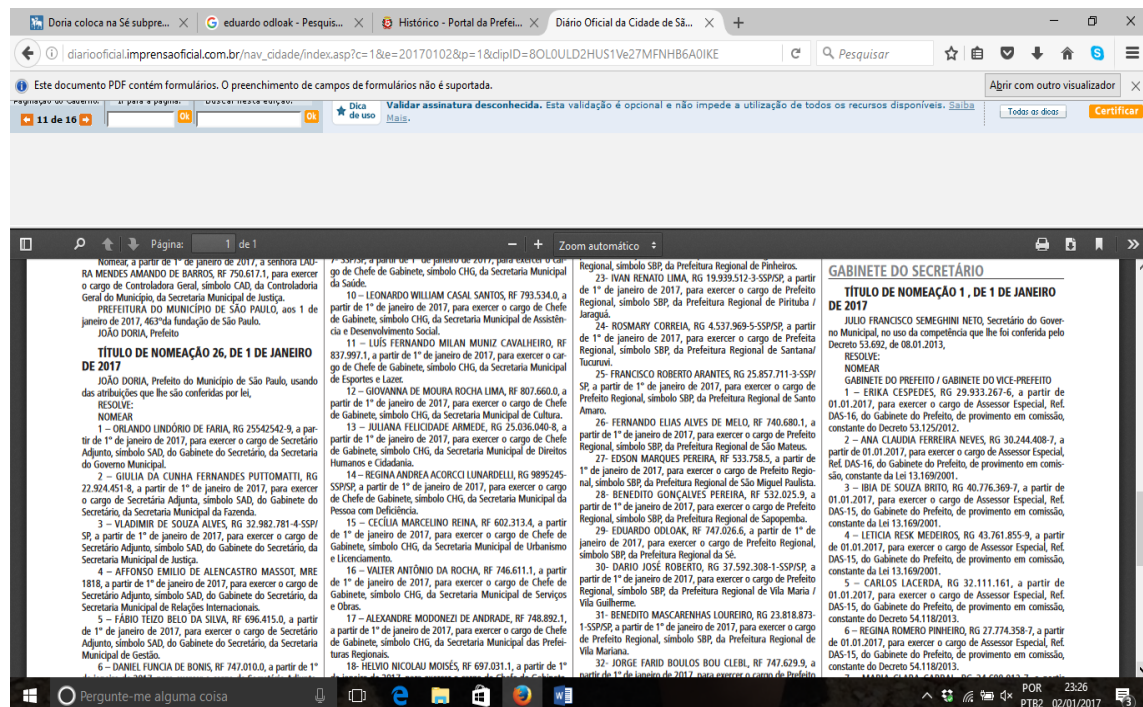 Doria coloca na Sé subpre...
eduardo odloak - Pesquis...
Histórico - Portal da Prefei...
Diário Oficial da Cidade de Sã...
diariooficial.imprensaoficial.com.br/nav_cidade/index.asp?c=1&e=20170102&p=1&clipID=8OL0ULD2HUS1Ve27MFNHB6A0IKE
Pesquisar
Este documento PDF contém formulários. O preenchimento de campos de formulários não é suportada.
Abrir com outro visualizador
Paginação do Caderno:
Ir para a página:
Buscar nesta edição:
11 de 16
Ok
Ok
Dica
de uso
Validar assinatura desconhecida. Esta validação é opcional e não impede a utilização de todos os recursos disponíveis. Saiba
Mais.
Todas as dicas
Certificar
Página: 1 de 1
Zoom automático
Nomear, a partir de 1º de janeiro de 2017, a senhora LAU-
RA MENDES AMANDO DE BARROS, RF 750.617.1, para exercer
o cargo de Controladora Geral, símbolo CAD, da Controladoria
Geral do Município, da Secretaria Municipal de Justiça.
PREFEITURA DO MUNICÍPIO DE SÃO PAULO, aos 1 de
janeiro de 2017, 463ºda fundação de São Paulo.
JOÃO DORIA, Prefeito
TÍTULO DE NOMEAÇÃO 26, DE 1 DE JANEIRO
DE 2017
JOÃO DORIA, Prefeito do Município de São Paulo, usando
das atribuições que lhe são conferidas por lei,
RESOLVE:
NOMEAR
1 – ORLANDO LINDÓRIO DE FARIA, RG 25542542-9, a par-
tir de 1º de janeiro de 2017, para exercer o cargo de Secretário
Adjunto, símbolo SAD, do Gabinete do Secretário, da Secretaria
do Governo Municipal.
2 – GIULIA DA CUNHA FERNANDES PUTTOMATTI, RG
22.924.451-8, a partir de 1º de janeiro de 2017, para exercer
o cargo de Secretária Adjunta, símbolo SAD, do Gabinete do
Secretário, da Secretaria Municipal da Fazenda.
3 – VLADIMIR DE SOUZA ALVES, RG 32.982.781-4-SSP/
SP, a partir de 1º de janeiro de 2017, para exercer o cargo de
Secretário Adjunto, símbolo SAD, do Gabinete do Secretário, da
Secretaria Municipal de Justiça.
4 – AFFONSO EMILIO DE ALENCASTRO MASSOT, MRE
1818, a partir de 1º de janeiro de 2017, para exercer o cargo de
Secretário Adjunto, símbolo SAD, do Gabinete do Secretário, da
Secretaria Municipal de Relações Internacionais.
5 – FÁBIO TEIZO BELO DA SILVA, RF 696.415.0, a partir
de 1º de janeiro de 2017, para exercer o cargo de Secretário
Adjunto, símbolo SAD, do Gabinete do Secretário, da Secretaria
Municipal de Gestão.
6 – DANIEL FUNCIA DE BONIS, RF 747.010.0, a partir de 1º
7-SSP/SP, a partir de 1º de janeiro de 2017, para exercer o car-
go de Chefe de Gabinete, símbolo CHG, da Secretaria Municipal
da Saúde.
10 – LEONARDO WILLIAM CASAL SANTOS, RF 793.534.0, a
partir de 1º de janeiro de 2017, para exercer o cargo de Chefe
de Gabinete, símbolo CHG, da Secretaria Municipal de Assistên-
cia e Desenvolvimento Social.
11 – LUÍS FERNANDO MILAN MUNIZ CAVALHEIRO, RF
837.997.1, a partir de 1º de janeiro de 2017, para exercer o car-
go de Chefe de Gabinete, símbolo CHG, da Secretaria Municipal
de Esportes e Lazer.
12 – GIOVANNA DE MOURA ROCHA LIMA, RF 807.660.0, a
partir de 1º de janeiro de 2017, para exercer o cargo de Chefe
de Gabinete, símbolo CHG, da Secretaria Municipal de Cultura.
13 – JULIANA FELICIDADE ARMEDE, RG 25.036.040-8, a
partir de 1º de janeiro de 2017, para exercer o cargo de Chefe
de Gabinete, símbolo CHG, da Secretaria Municipal de Direitos
Humanos e Cidadania.
14 – REGINA ANDREA ACORCCI LUNARDELLI, RG 9895245-
SSP/SP, a partir de 1º de janeiro de 2017, para exercer o cargo
de Chefe de Gabinete, símbolo CHG, da Secretaria Municipal da
Pessoa com Deficiência.
15 – CECÍLIA MARCELINO REINA, RF 602.313.4, a partir
de 1º de janeiro de 2017, para exercer o cargo de Chefe de
Gabinete, símbolo CHG, da Secretaria Municipal de Urbanismo
e Licenciamento.
16 – VALTER ANTÔNIO DA ROCHA, RF 746.611.1, a partir
de 1º de janeiro de 2017, para exercer o cargo de Chefe de
Gabinete, símbolo CHG, da Secretaria Municipal de Serviços
e Obras.
17 – ALEXANDRE MODONEZI DE ANDRADE, RF 748.892.1,
a partir de 1º de janeiro de 2017, para exercer o cargo de Chefe
de Gabinete, símbolo CHG, da Secretaria Municipal das Prefei-
turas Regionais.
18- HELVIO NICOLAU MOISÉS, RF 697.031.1, a partir de 1º
Regional, símbolo SBP, da Prefeitura Regional de Pinheiros.
23- IVAN RENATO LIMA, RG 19.939.512-3-SSP/SP, a partir
de 1º de janeiro de 2017, para exercer o cargo de Prefeito
Regional, símbolo SBP, da Prefeitura Regional de Pirituba /
Jaraguá.
24- ROSMARY CORREIA, RG 4.537.969-5-SSP/SP, a partir
de 1º de janeiro de 2017, para exercer o cargo de Prefeita
Regional, símbolo SBP, da Prefeitura Regional de Santana/
Tucuruvi.
25- FRANCISCO ROBERTO ARANTES, RG 25.857.711-3-SSP/
SP, a partir de 1º de janeiro de 2017, para exercer o cargo de
Prefeito Regional, símbolo SBP, da Prefeitura Regional de Santo
Amaro.
26- FERNANDO ELIAS ALVES DE MELO, RF 740.680.1, a
partir de 1º de janeiro de 2017, para exercer o cargo de Prefeito
Regional, símbolo SBP, da Prefeitura Regional de São Mateus.
27- EDSON MARQUES PEREIRA, RF 533.758.5, a partir de
1º de janeiro de 2017, para exercer o cargo de Prefeito Regio-
nal, símbolo SBP, da Prefeitura Regional de São Miguel Paulista.
28- BENEDITO GONÇALVES PEREIRA, RF 532.025.9, a
partir de 1º de janeiro de 2017, para exercer o cargo de Prefeito
Regional, símbolo SBP, da Prefeitura Regional de Sapopemba.
29- EDUARDO ODLOAK, RF 747.026.6, a partir de 1º de
janeiro de 2017, para exercer o cargo de Prefeito Regional,
símbolo SBP, da Prefeitura Regional da Sé.
30- DARIO JOSÉ ROBERTO, RG 37.592.308-1-SSP/SP, a
partir de 1º de janeiro de 2017, para exercer o cargo de Prefeito
Regional, símbolo SBP, da Prefeitura Regional de Vila Maria /
Vila Guilherme.
31- BENEDITO MASCARENHAS LOUREIRO, RG 23.818.873-
1-SSP/SP, a partir de 1º de janeiro de 2017, para exercer o cargo
de Prefeito Regional, símbolo SBP, da Prefeitura Regional de
Vila Mariana.
32- JORGE FARID BOULOS BOU CLEBL, RF 747.629.9, a
partir de 1º de janeiro de 2017, para exercer o cargo de Prefeito
GABINETE DO SECRETÁRIO
TÍTULO DE NOMEAÇÃO 1 , DE 1 DE JANEIRO
DE 2017
JULIO FRANCISCO SEMEGHINI NETO, Secretário do Gover-
no Municipal, no uso da competência que lhe foi conferida pelo
Decreto 53.692, de 08.01.2013,
RESOLVE:
NOMEAR
GABINETE DO PREFEITO / GABINETE DO VICE-PREFEITO
1 – ERIKA CESPEDES, RG 29.933.267-6, a partir de
01.01.2017, para exercer o cargo de Assessor Especial, Ref.
DAS-16, do Gabinete do Prefeito, de provimento em comissão,
constante do Decreto 53.125/2012.
2 – ANA CLAUDIA FERREIRA NEVES, RG 30.244.408-7, a
partir de 01.01.2017, para exercer o cargo de Assessor Especial,
Ref. DAS-16, do Gabinete do Prefeito, de provimento em comis-
são, constante da Lei 13.169/2001.
3 – IBIA DE SOUZA BRITO, RG 40.776.369-7, a partir de
01.01.2017, para exercer o cargo de Assessor Especial, Ref.
DAS-15, do Gabinete do Prefeito, de provimento em comissão,
constante da Lei 13.169/2001.
4 – LETICIA RESK MEDEIROS, RG 43.761.855-9, a partir
de 01.01.2017, para exercer o cargo de Assessor Especial, Ref.
DAS-15, do Gabinete do Prefeito, de provimento em comissão,
constante da Lei 13.169/2001.
5 – CARLOS LACERDA, RG 32.111.161, a partir de
01.01.2017, para exercer o cargo de Assessor Especial, Ref.
DAS-15, do Gabinete do Prefeito, de provimento em comissão,
constante do Decreto 54.118/2013.
6 – REGINA ROMERO PINHEIRO, RG 27.774.358-7, a partir
de 01.01.2017, para exercer o cargo de Assessor Especial, Ref.
DAS-15, do Gabinete do Prefeito, de provimento em comissão,
constante do Decreto 54.118/2013.
Pergunte-me alguma coisa
POR
PTB2
23:26
02/01/2017